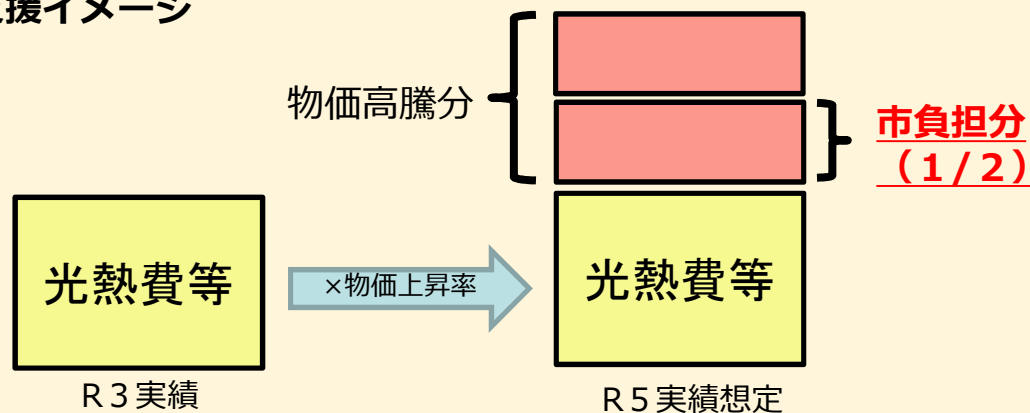 援イメージ
物価高騰分
市負担分
（１/２）
光熱費等
×物価上昇率
光熱費等
Ｒ３実績
Ｒ５実績想定